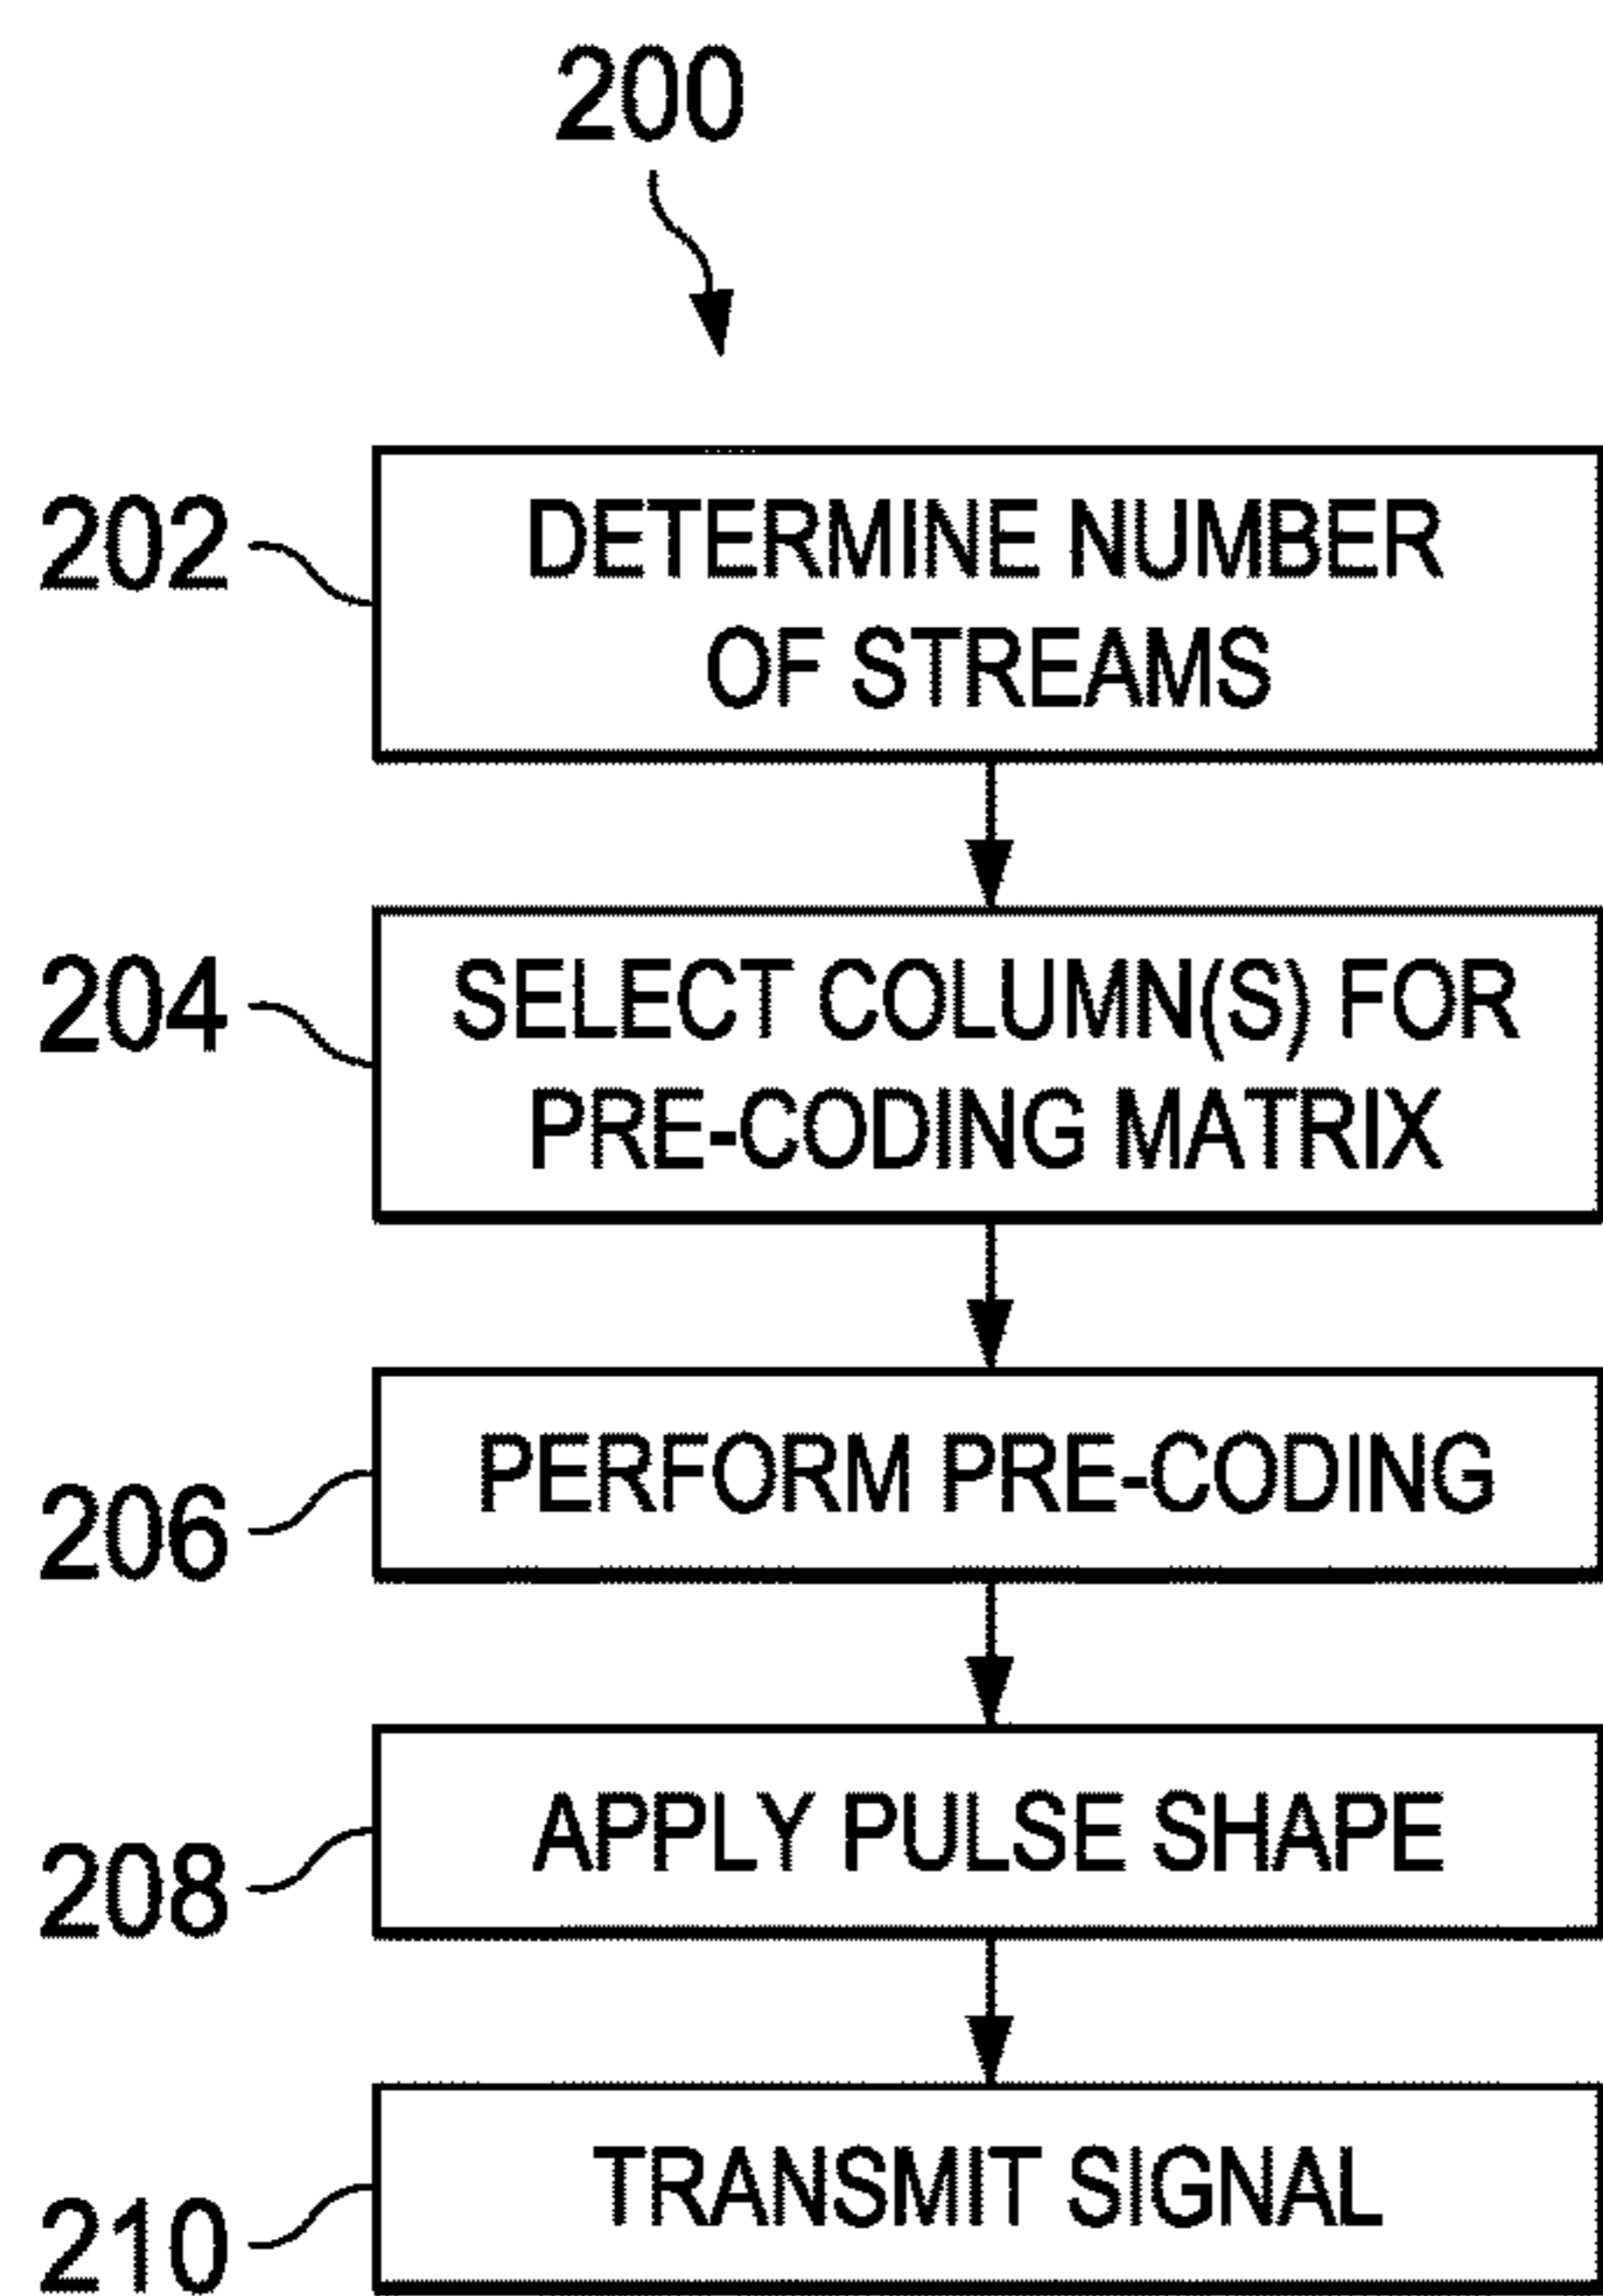 200
202
DETERMINE NUMBER
OF STREAMS
204
SELECT COLUMN(S) FOR
PRE-CODING MATRIX
206
PERFORM PRE-CODING
208
APPLY PULSE SHAPE
210
TRANSMIT SIGNAL